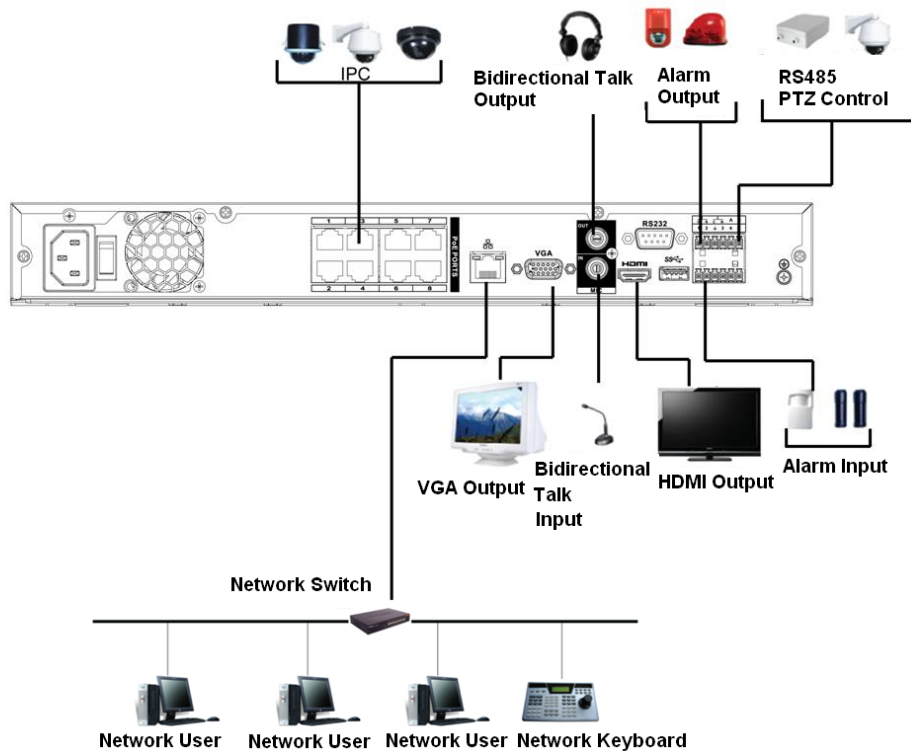 IPC
Bidirectional Talk
Output
Alarm
Output
RS485
PTZ Control
1 3 5 7
2 4 6 8
PoE PORTS
VGA
OUT
IN
MIC
RS232
HDMI
SS
A
VGA Output
Bidirectional
Talk
Input
HDMI Output
Alarm Input
Network Switch
Network User
Network User
Network User
Network Keyboard